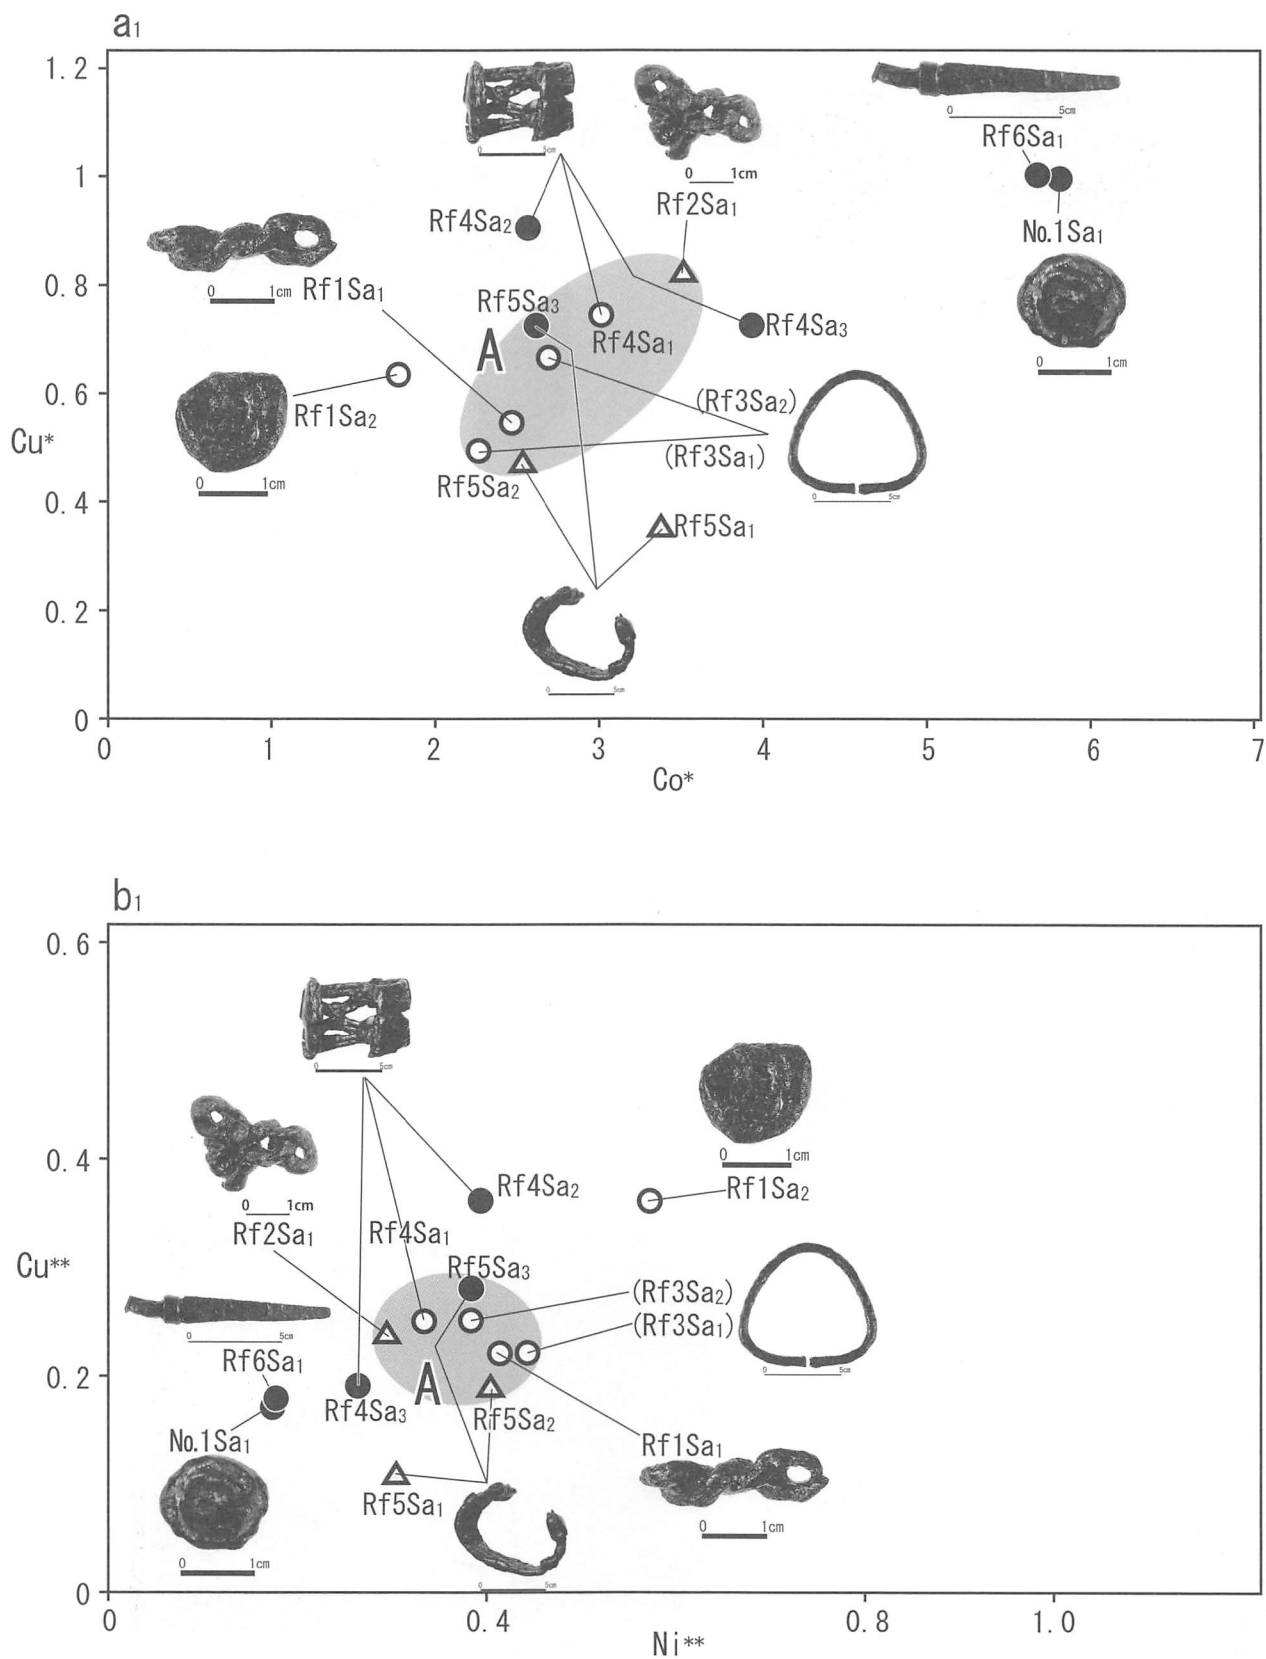 a1
1.2
0 5cm
0 1cm
0 5cm
Rf6Sa1
1
Rf4Sa2
Rf2Sa1
No.1Sa1
0.8
0 1cm
Rf1Sa1
Rf5Sa3
Rf4Sa1
Rf4Sa3
A
0 1cm
0.6
Rf1Sa2
(Rf3Sa2)
Cu*
(Rf3Sa1)
0 1cm
Rf5Sa2
0 5cm
0.4
Rf5Sa1
0.2
0 5cm
0
0 1 2 3 4 5 6 7
Co*
b1
0.6
0 5cm
0.4
0 1cm
Rf4Sa2
Rf1Sa2
0 1cm
Rf2Sa1
Rf4Sa1
Cu**
Rf5Sa3
(Rf3Sa2)
(Rf3Sa1)
0 5cm
Rf6Sa1
0 5cm
0.2
A
Rf4Sa3
Rf5Sa2
No.1Sa1
Rf1Sa1
Rf5Sa1
0 1cm
0 1cm
0 5cm
0
0 0.4 0.8 1.0
Ni**